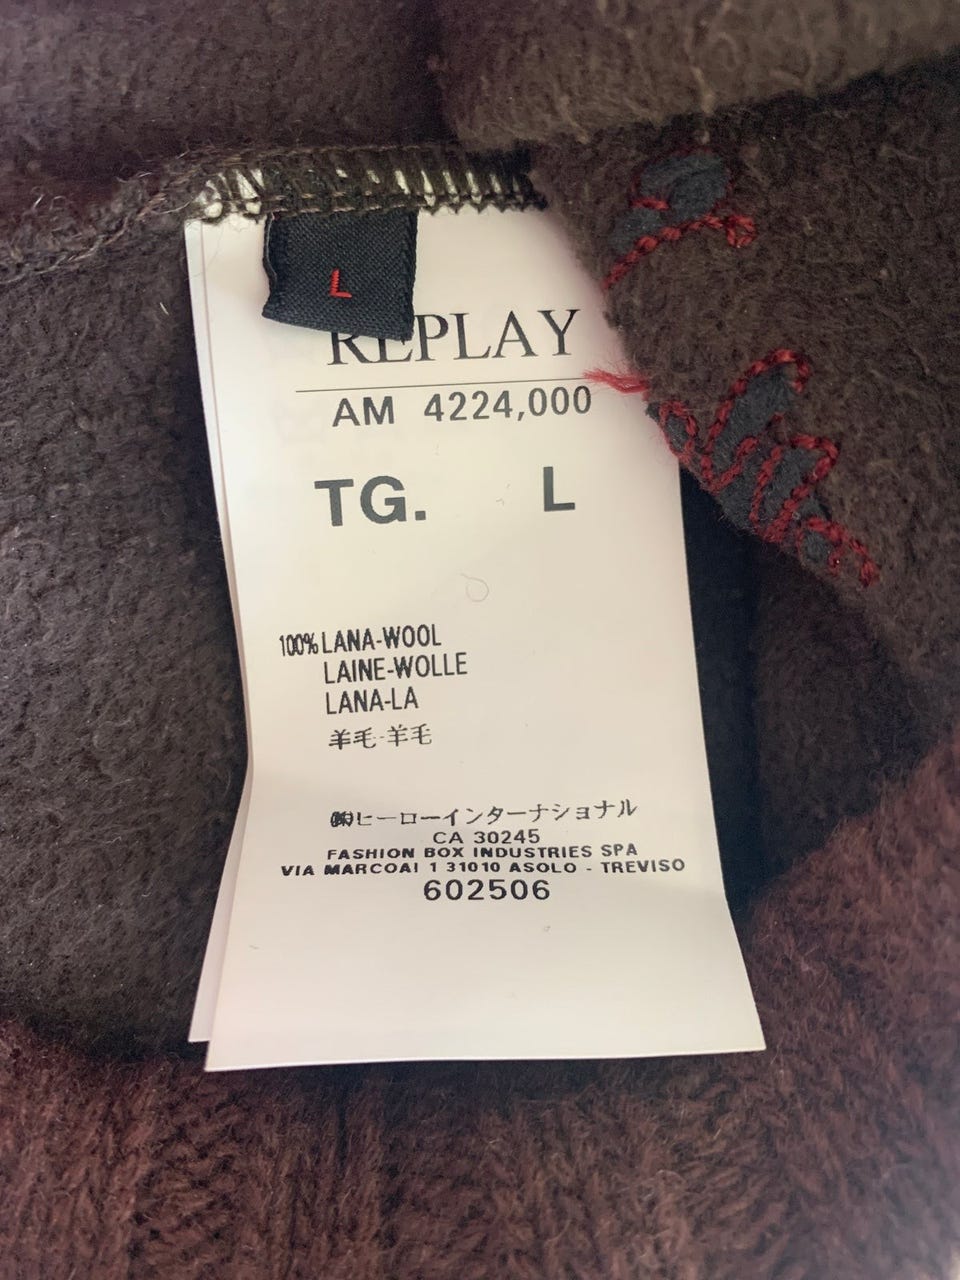 L
REPLAY
AM 4224,000
TG. L
100% LANA-WOOL
LAINE-WOLLE
LANA-LA
羊毛-羊毛
㈱ヒーローインターナショナル
CA 30245
FASHION BOX INDUSTRIES SPA
VIA MARCOAI 1 31010 ASOLO - TREVISO
602506